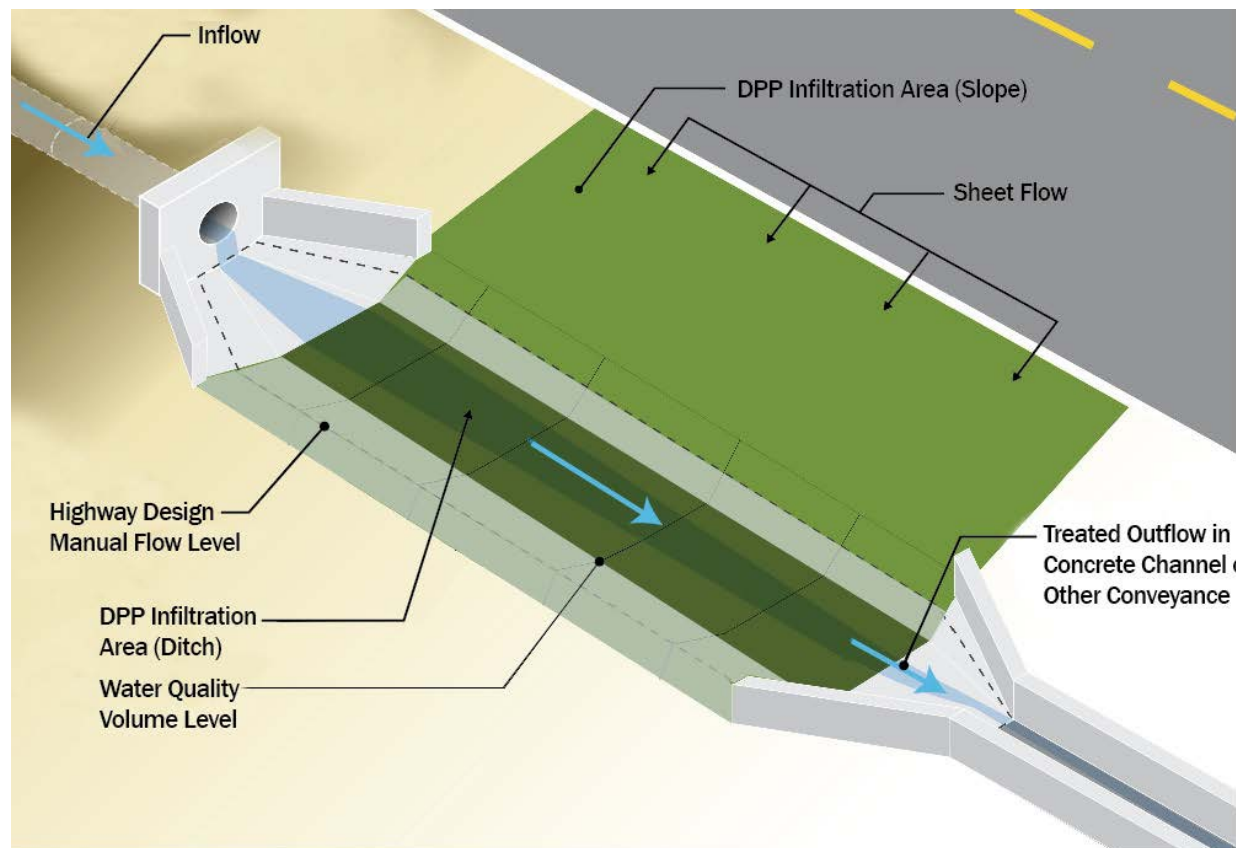 Inflow
DPP Infiltration Area (Slope)
Sheet Flow
Highway Design
Manual Flow Level
Treated Outflow in
Concrete Channel
Other Conveyance
DPP Infiltration
Area (Ditch)
Water Quality
Volume Level